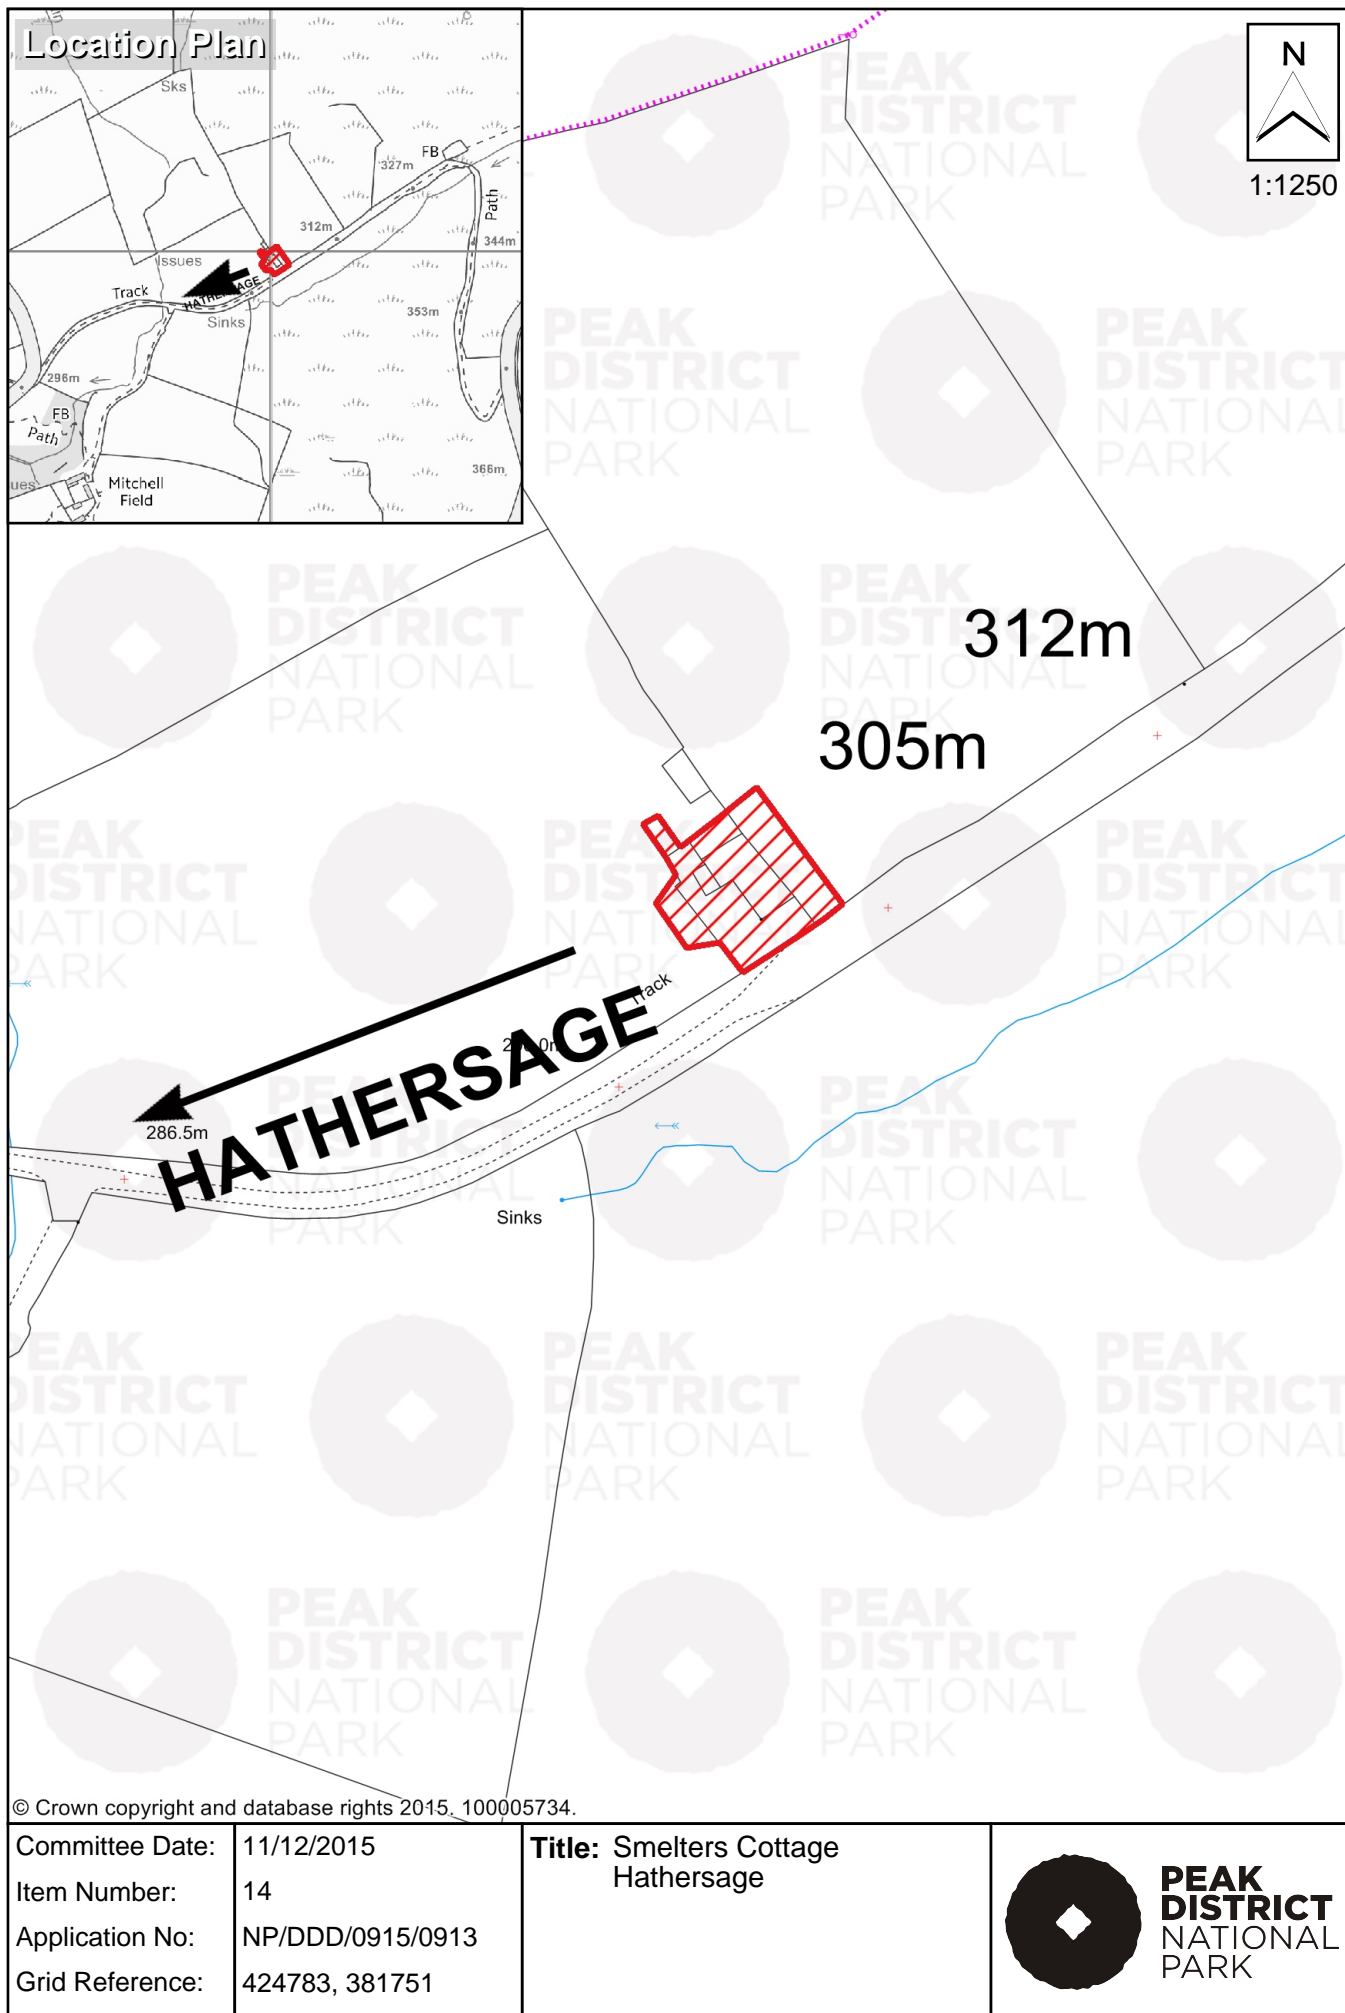 Location Plan
Sks
FB
327m
Path
312m
344m
Issues
HATHERSAGE
Track
Sinks
353m
296m
FB
Path
366m
ues
Mitchell
Field
N
1:1250
312m
305m
Track
HATHERSAGE
286.5m
Sinks
© Crown copyright and database rights 2015. 100005734.
Committee Date: 11/12/2015
Item Number: 14
Application No: NP/DDD/0915/0913
Grid Reference: 424783, 381751
Title: Smelters Cottage
Hathersage
PEAK
DISTRICT
NATIONAL
PARK